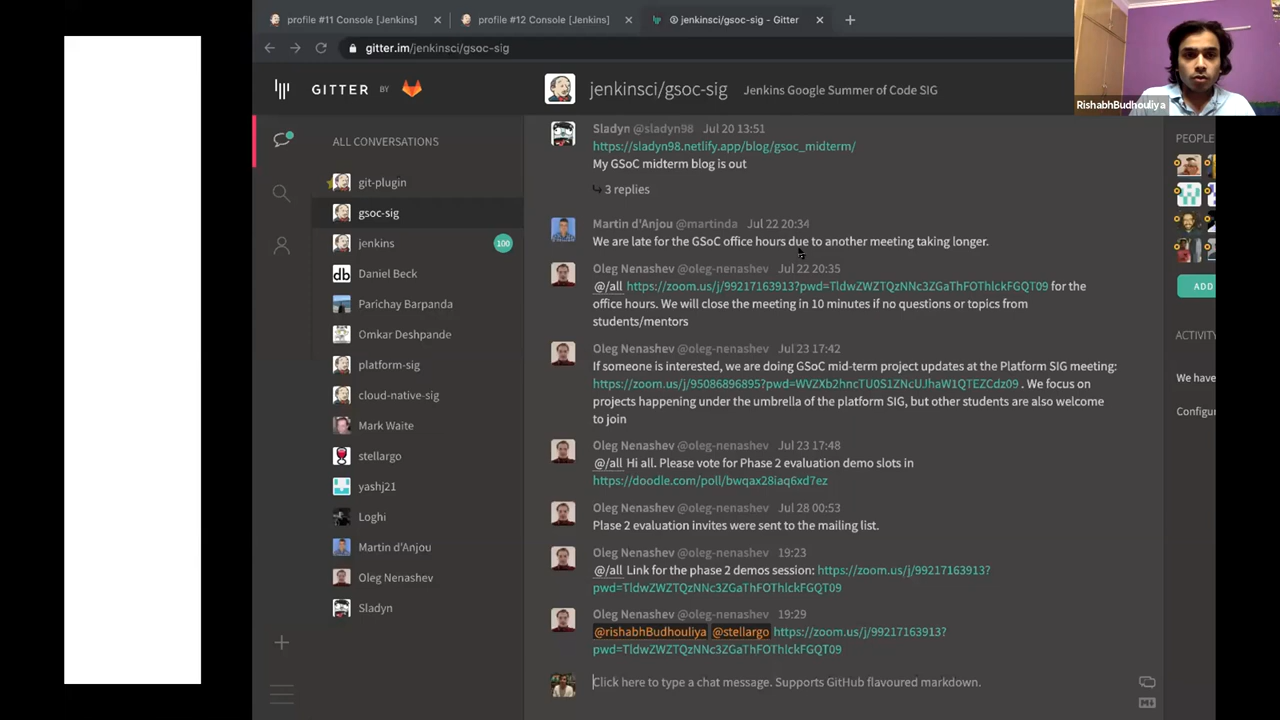 profile #11 Console [Jenkins]
profile #12 Console [Jenkins]
jenkinsci/gsoc-sig - Gitter
gitter.im/jenkinsci/gsoc-sig
RishabhBudhouliya
GITTER BY
jenkinsci/gsoc-sig Jenkins Google Summer of Code SIG
ALL CONVERSATIONS
git-plugin
gsoc-sig
jenkins 100
Daniel Beck
Parichay Barpanda
Omkar Deshpande
platform-sig
cloud-native-sig
Mark Waite
stellargo
yashj21
Loghi
Martin d'Anjou
Oleg Nenashev
Sladyn
db
Sladyn @sladyn98 Jul 20 13:51
https://sladyn98.netlify.app/blog/gsoc_midterm/
My GSoC midterm blog is out
3 replies
Martin d'Anjou @martinda Jul 22 20:34
We are late for the GSoC office hours due to another meeting taking longer.
Oleg Nenashev @oleg-nenashev Jul 22 20:35
@/all https://zoom.us/j/99217163913?pwd=TldwZWZTQzNNc3ZGaThFOThlckFGQT09 for the
office hours. We will close the meeting in 10 minutes if no questions or topics from
students/mentors
Oleg Nenashev @oleg-nenashev Jul 23 17:42
If someone is interested, we are doing GSoC mid-term project updates at the Platform SIG meeting:
https://zoom.us/j/95086896895?pwd=WVZXb2hncTU0S1ZNcUJhaW1QTEZCdz09 . We focus on
projects happening under the umbrella of the platform SIG, but other students are also welcome
to join
Oleg Nenashev @oleg-nenashev Jul 23 17:48
@/all Hi all. Please vote for Phase 2 evaluation demo slots in
https://doodle.com/poll/bwqax28iaq6xd7ez
Oleg Nenashev @oleg-nenashev Jul 28 00:53
Plase 2 evaluation invites were sent to the mailing list.
Oleg Nenashev @oleg-nenashev 19:23
@/all Link for the phase 2 demos session: https://zoom.us/j/99217163913?
pwd=TldwZWZTQzNNc3ZGaThFOThlckFGQT09
Oleg Nenashev @oleg-nenashev 19:29
@rishabhBudhouliya @stellargo https://zoom.us/j/99217163913?
pwd=TldwZWZTQzNNc3ZGaThFOThlckFGQT09
Click here to type a chat message. Supports GitHub flavoured markdown.
PEOPLE
ADD
ACTIVITY
We have
Configur